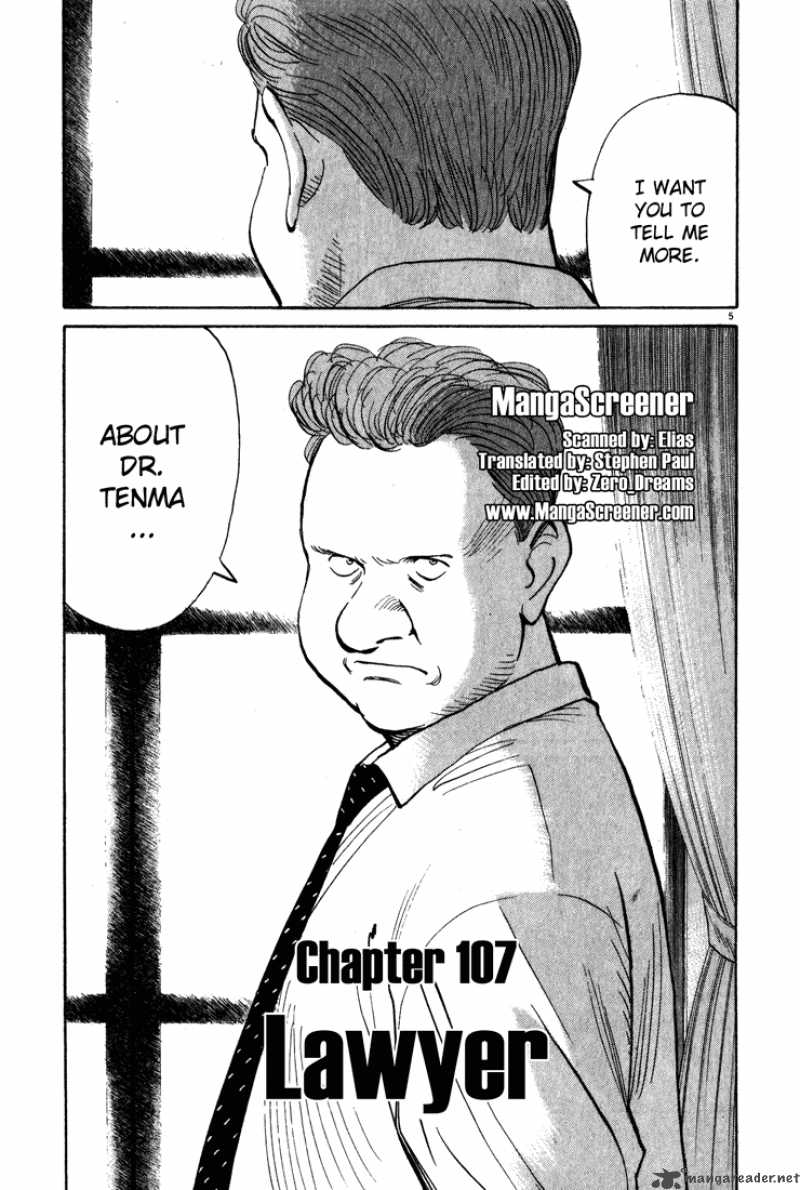 I WANT
YOU TO
TELL ME
MORE.
5
ABOUT
DR.
TENMA
...
MangaScreener
Scanned by: Elias
Translated by: Stephen Paul
Edited by: Zero_Dreams
www.MangaScreener.com
Chapter 107
Lawyer
mangareader.net